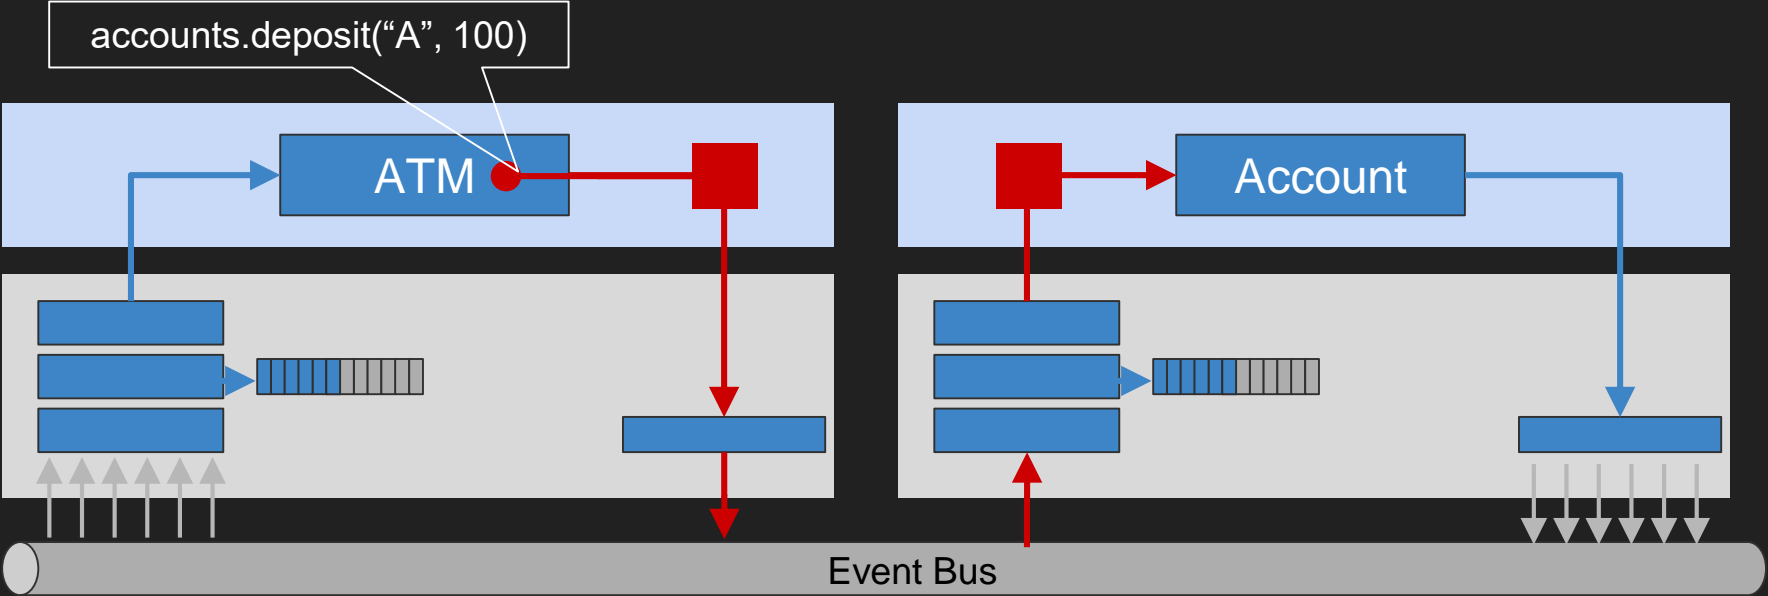 accounts.deposit(“A”, 100)
ATM
Account
Event Bus